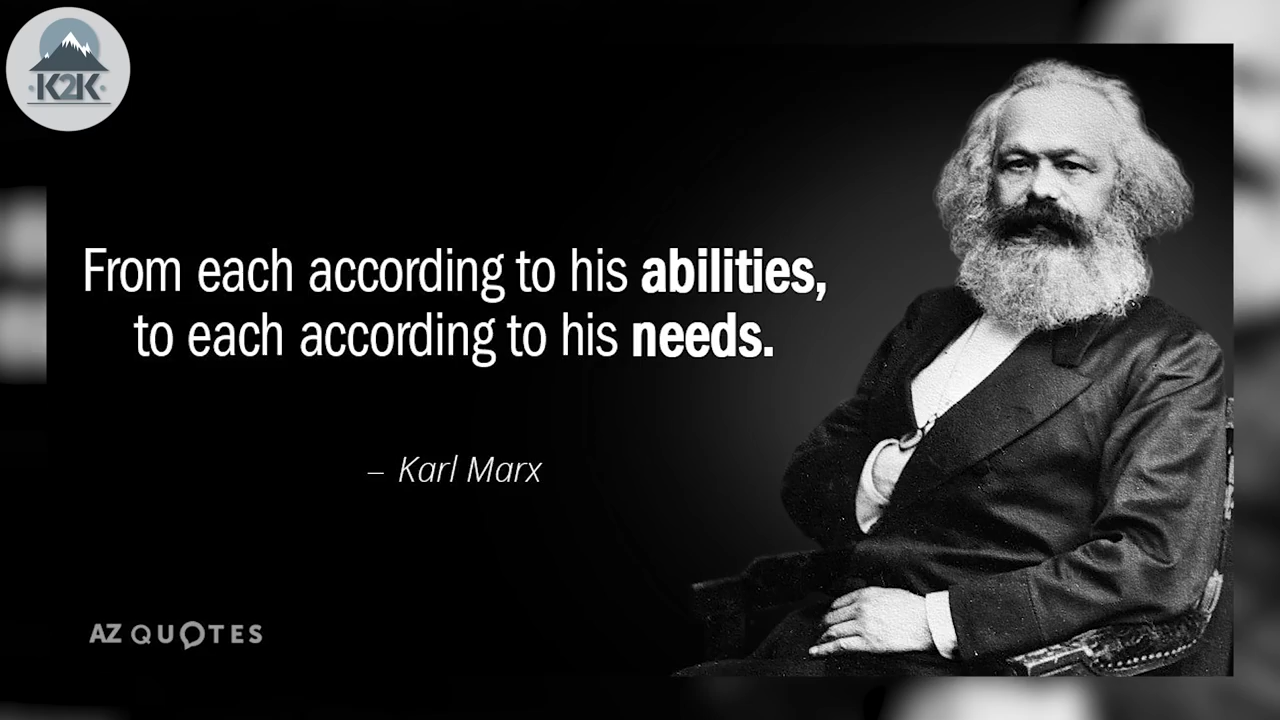 K2K
From each according to his abilities,
to each according to his needs.
– Karl Marx
AZ QUOTES